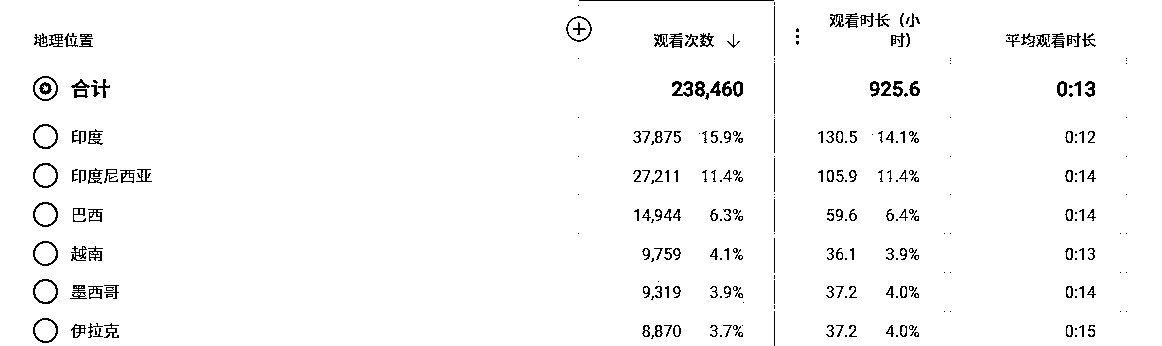 地理位置 观看次数 观看时长（小时） 平均观看时长
合计 238,460 925.6 0:13
印度 37,875 15.9% 130.5 14.1% 0:12
印度尼西亚 27,211 11.4% 105.9 11.4% 0:14
巴西 14,944 6.3% 59.6 6.4% 0:14
越南 9,759 4.1% 36.1 3.9% 0:13
墨西哥 9,319 3.9% 37.2 4.0% 0:14
伊拉克 8,870 3.7% 37.2 4.0% 0:15